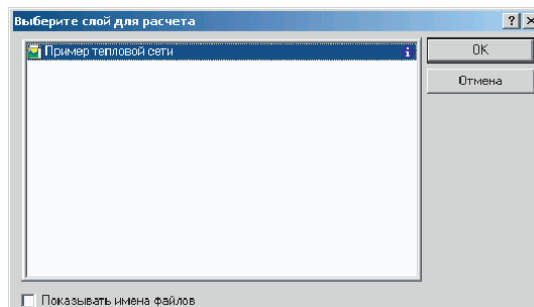 Выберите слой для расчета
Пример тепловой сети
OK
Отмена
Показывать имена файлов